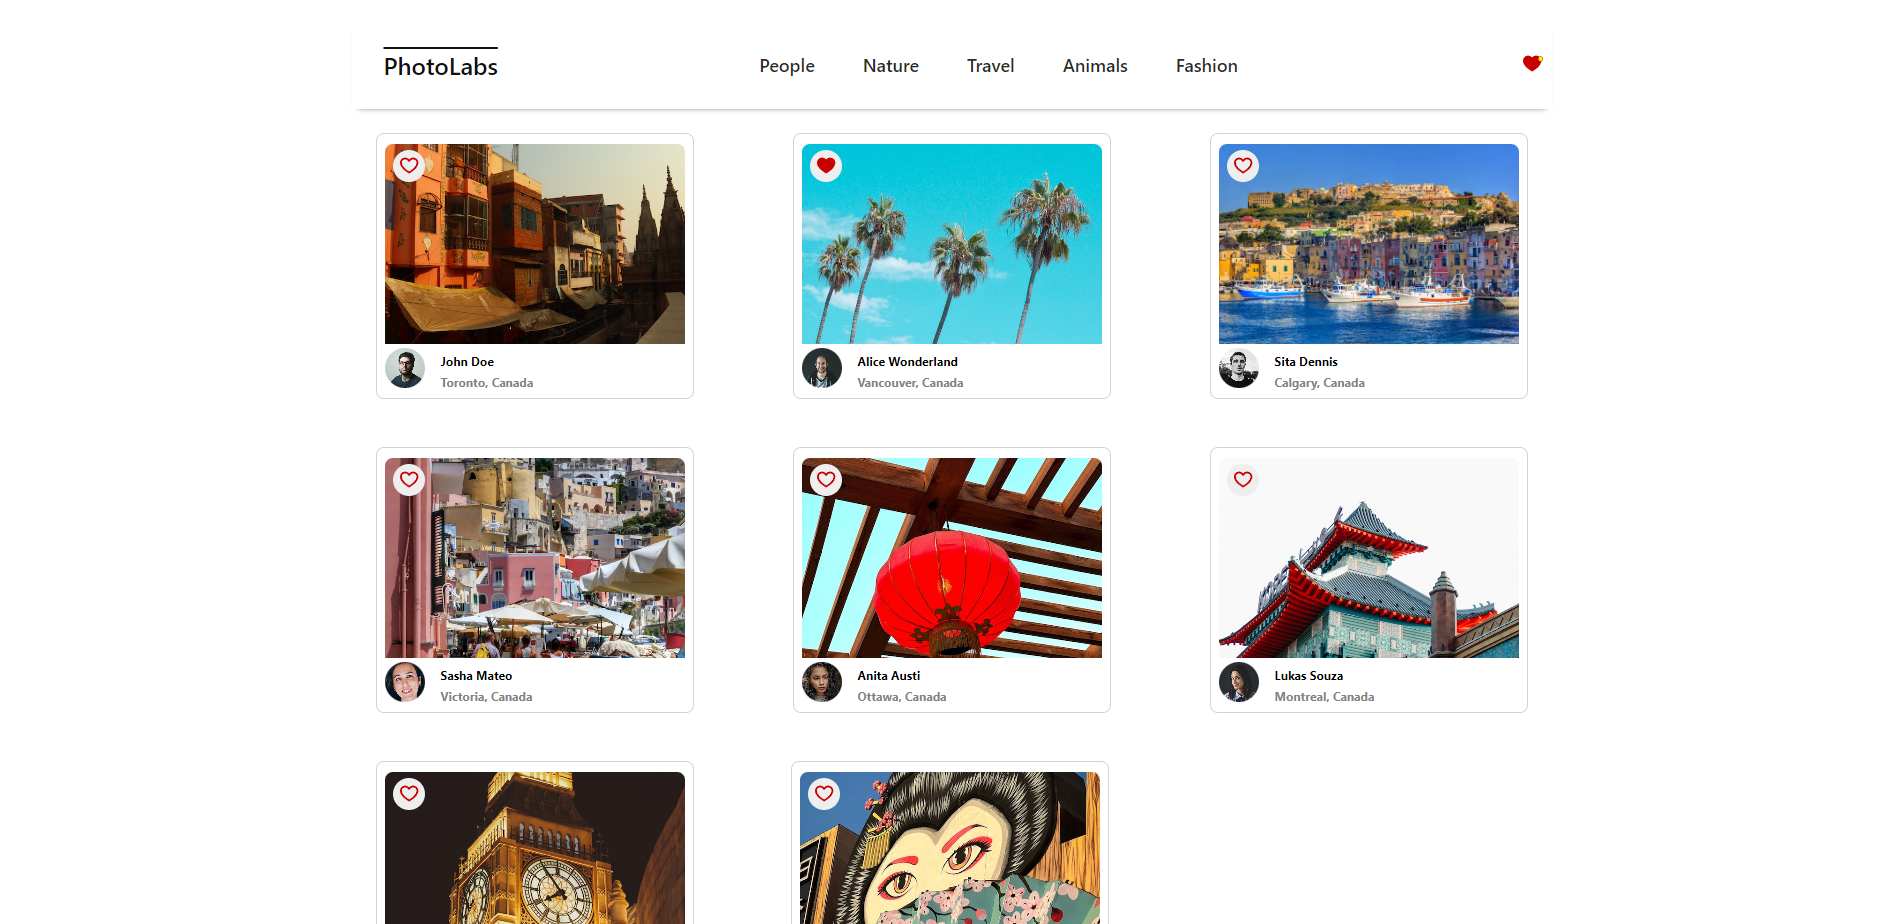 PhotoLabs
People
Nature
Travel
Animals
Fashion
John Doe
Toronto, Canada
Alice Wonderland
Vancouver, Canada
Sita Dennis
Calgary, Canada
Sasha Mateo
Victoria, Canada
Anita Austi
Ottawa, Canada
Lukas Souza
Montreal, Canada